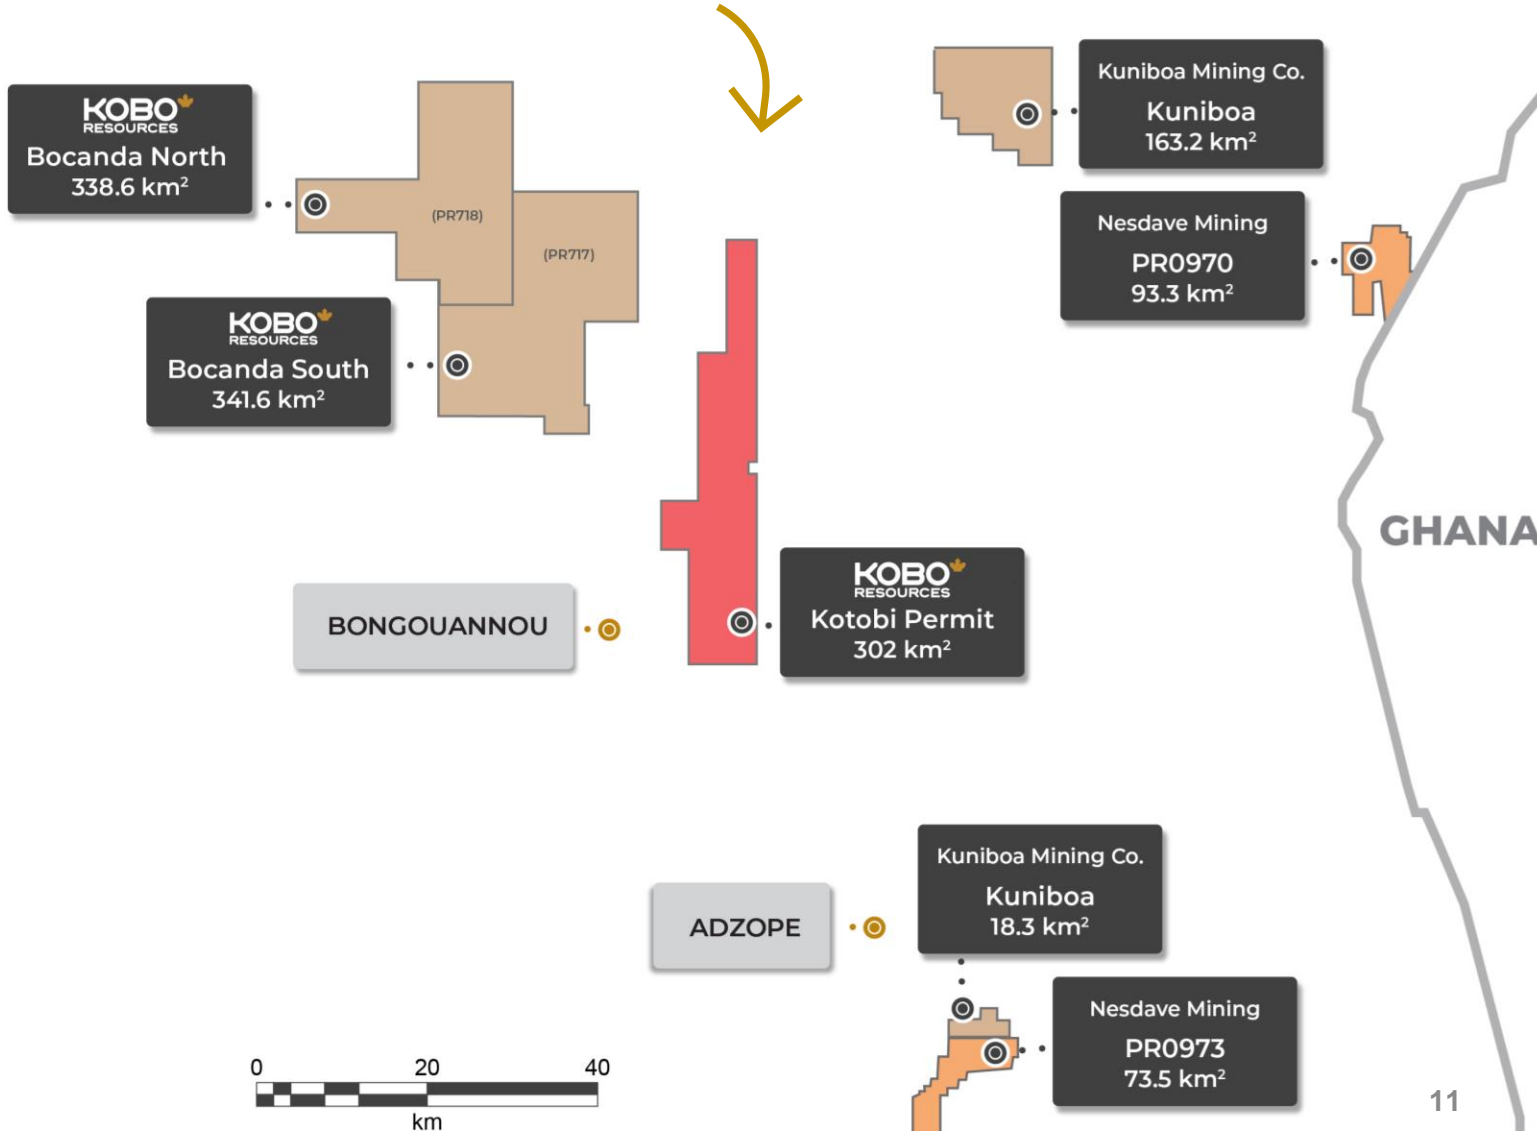 KOBO
RESOURCES
Bocanda North
338.6 km²
(PR718)
(PR717)
Kuniboa Mining Co.
Kuniboa
163.2 km²
Nesdave Mining
PR0970
93.3 km²
KOBO
RESOURCES
Bocanda South
341.6 km²
GHANA
BONGOUANNOU
KOBO
RESOURCES
Kotobi Permit
302 km²
ADZOPE
Kuniboa Mining Co.
Kuniboa
18.3 km²
Nesdave Mining
PR0973
73.5 km²
0 20 40
km
11